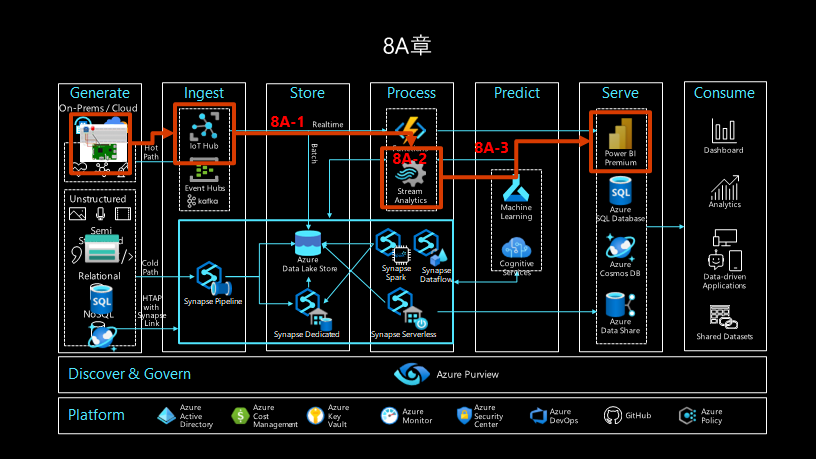 8A章
Generate
Ingest
Store
Process
Predict
Serve
Consume
On-Prems / Cloud
8A-1
Realtime
Hot
Path
IoT Hub
Event Hubs
kafka
Batch
8A-2
Stream
Analytics
8A-3
Machine
Learning
Cognitive
Services
Power BI
Premium
SQL
Azure
SQL Database
Azure
Cosmos DB
Azure
Data Share
Dashboard
Analytics
Data-driven
Applications
Shared Datasets
Unstructured
Semi
Relational
SQL
NoSQL
Cold
Path
HTAP
with
Synapse
Link
Synapse Pipeline
Azure
Data Lake Store
Synapse Dedicated
Synapse
Spark
Synapse
Dataflow
Synapse Serverless
Discover & Govern
Azure Purview
Platform
Azure
Active
Directory
Azure
Cost
Management
Azure
Key
Vault
Azure
Monitor
Azure
Security
Center
Azure
DevOps
GitHub
Azure
Policy